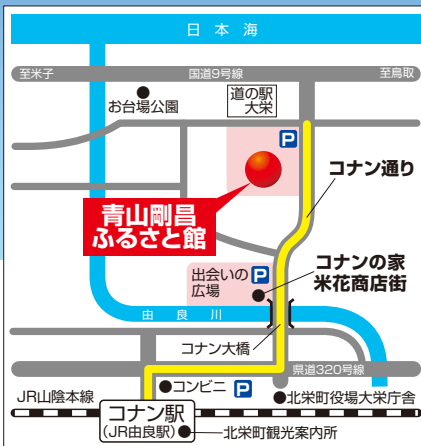 日本海
至米子
国道9号線
至鳥取
お台場公園
道の駅
大栄
P
コナン通り
青山剛昌
ふるさと館
出会いの
広場
P
コナンの家
米花商店街
由良川
コナン大橋
県道320号線
コンビニ
P
JR山陰本線
北栄町役場大栄庁舎
コナン駅
(JR由良駅)
北栄町観光案内所